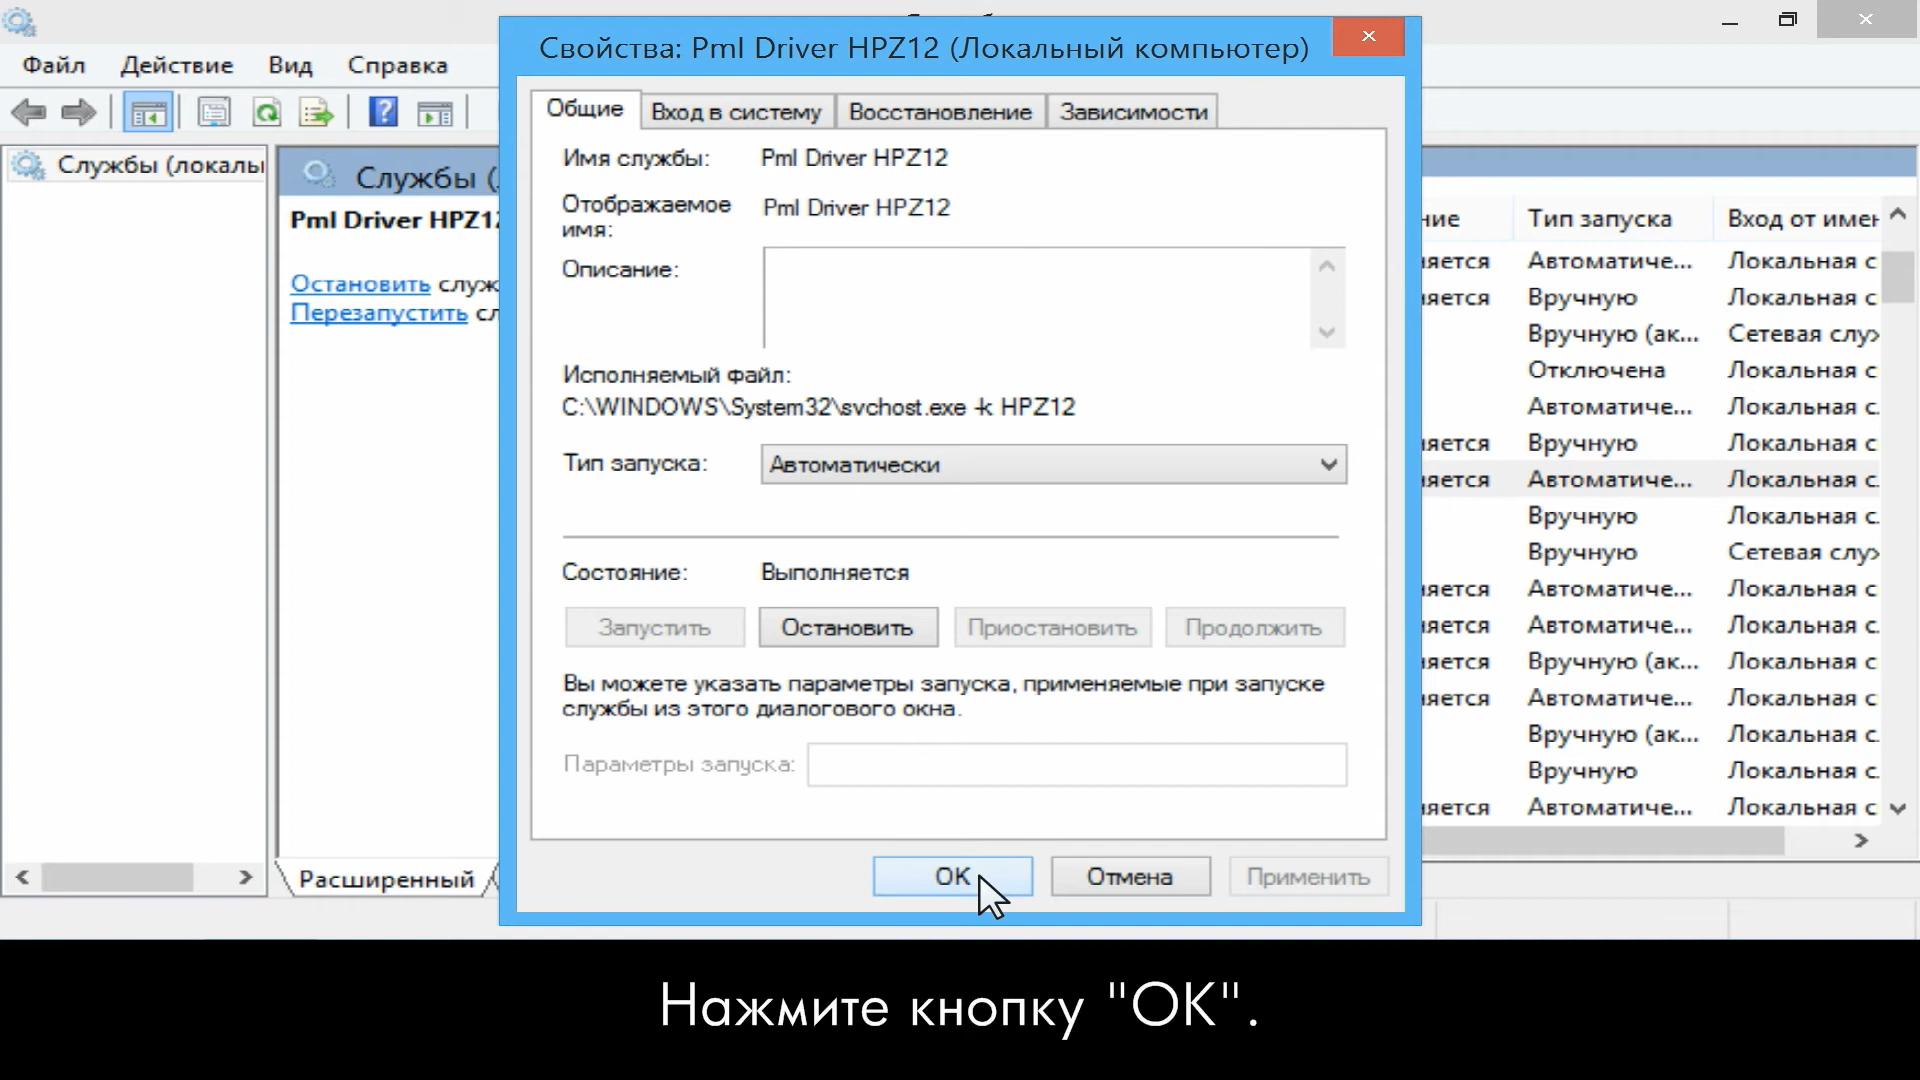 Свойства: Pml Driver HPZ12 (Локальный компьютер)
Файл Действие Вид Справка
Службы (локаль
Службы (
Pml Driver HPZ12
Остановить служ
Перезапустить сл
Расширенный
Общие Вход в систему Восстановление Зависимости
Имя службы: Pml Driver HPZ12
Отображаемое имя: Pml Driver HPZ12
Описание:
Исполняемый файл:
C:\WINDOWS\System32\svchost.exe -k HPZ12
Тип запуска: Автоматически
Состояние: Выполняется
Запустить Остановить Приостановить Продолжить
Вы можете указать параметры запуска, применяемые при запуске
службы из этого диалогового окна.
Параметры запуска:
OK Отмена Применить
ние Тип запуска Вход от имен
яется Автоматиче... Локальная с
яется Вручную Локальная с
Вручную (ак... Сетевая служ
Отключена Локальная с
Автоматиче... Локальная с.
яется Вручную Локальная с
яется Автоматиче... Локальная с.
Вручную Локальная с
Вручную Сетевая служ
яется Автоматиче... Локальная с
яется Автоматиче... Локальная с.
яется Вручную (ак... Локальная с
яется Автоматиче... Локальная с
Вручную (ак... Локальная с.
Вручную Локальная с.
яется Автоматиче... Локальная с
Нажмите кнопку "ОК".